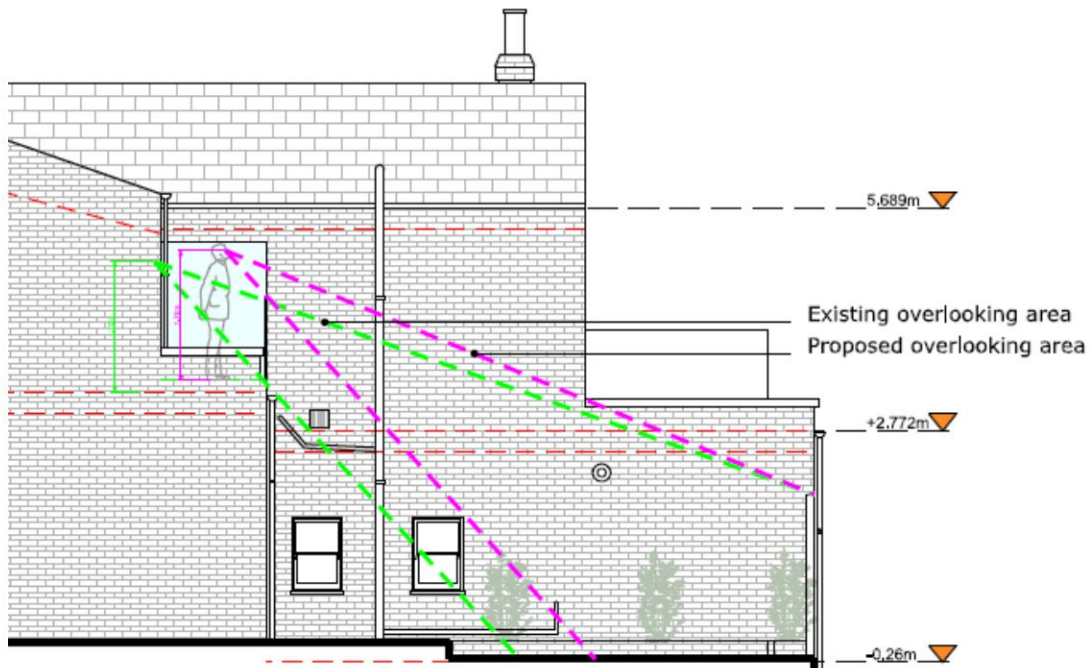 5.689m
Existing overlooking area
Proposed overlooking area
+2.772m
-0.26m